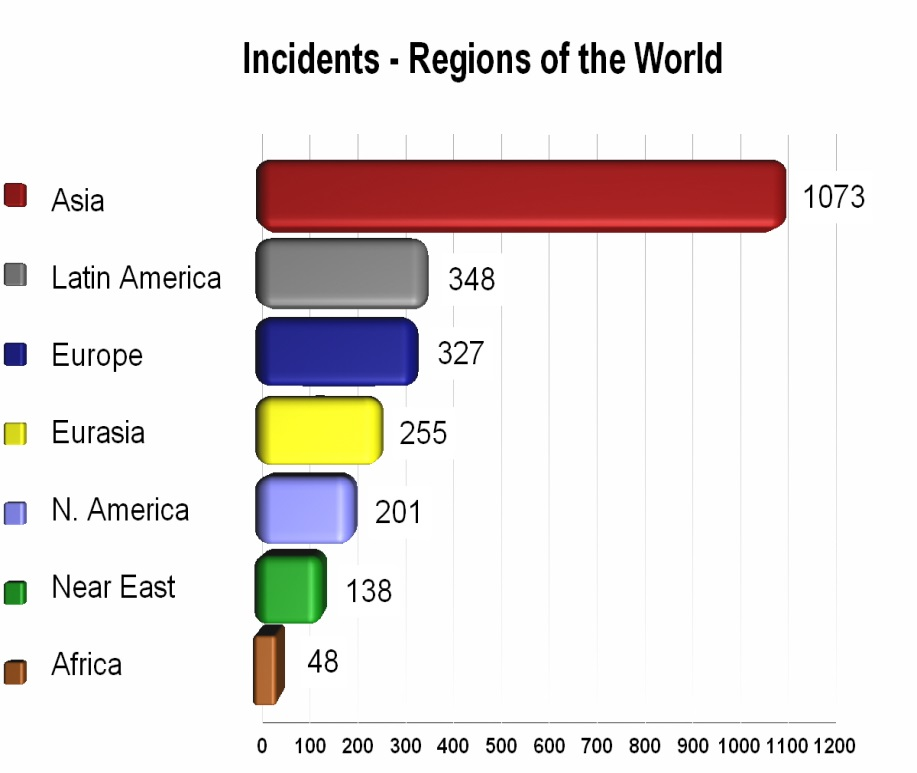 Incidents - Regions of the World
Asia 1073
Latin America 348
Europe 327
Eurasia 255
N. America 201
Near East 138
Africa 48
0 100 200 300 400 500 600 700 800 900 1000 1100 1200